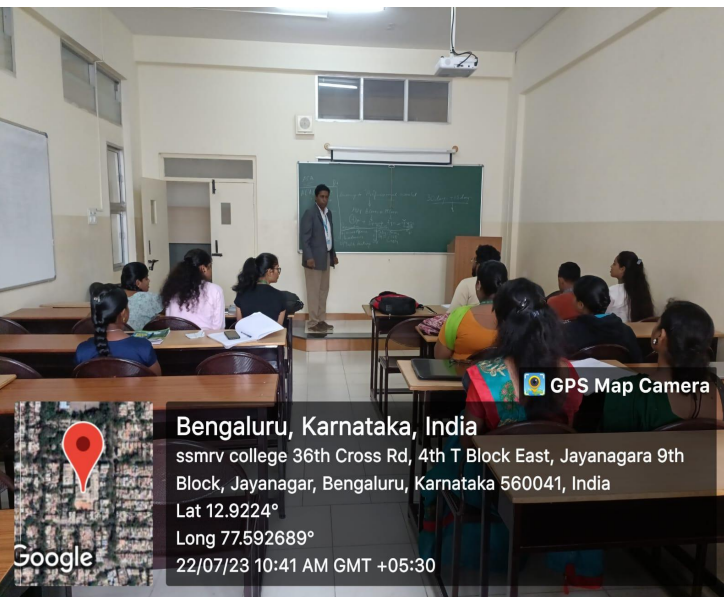 GPS Map Camera
Bengaluru, Karnataka, India
ssmrv college 36th Cross Rd, 4th T Block East, Jayanagara 9th
Block, Jayanagar, Bengaluru, Karnataka 560041, India
Lat 12.9224°
Long 77.592689°
22/07/23 10:41 AM GMT +05:30
Google